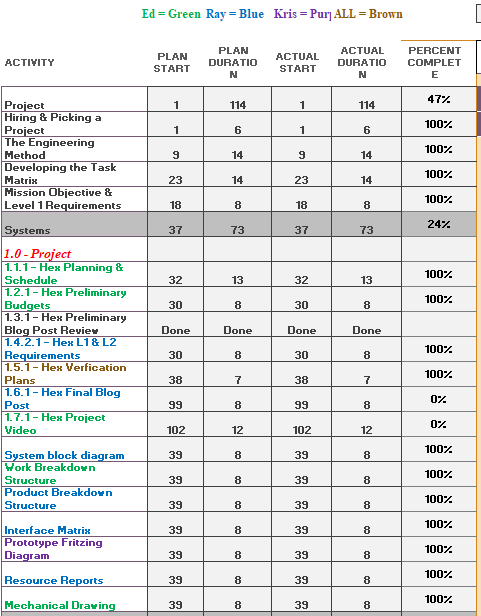 Ed = Green Ray = Blue Kris = Pur ALL = Brown
ACTIVITY PLAN START PLAN DURATIO N ACTUAL START ACTUAL DURATIO N PERCENT COMPLET E
Project 1 114 1 114 47%
Hiring & Picking a
Project 1 6 1 6 100%
The Engineering
Method 9 14 9 14 100%
Developing the Task
Matrix 23 14 23 14 100%
Mission Objective &
Level 1 Requirements 18 8 18 8 100%
Systems 37 73 37 73 24%
1.0 - Project
1.1.1 - Hex Planning &
Schedule 32 13 32 13 100%
1.2.1 - Hex Preliminary
Budgets 30 8 30 8 100%
1.3.1 - Hex Preliminary
Blog Post Review Done Done Done Done
1.4.2.1 - Hex L1 & L2
Requirements 30 8 30 8 100%
1.5.1 - Hex Verfication
Plans 38 7 38 7 100%
1.6.1 - Hex Final Blog
Post 99 8 99 8 0%
1.7.1 - Hex Project
Video 102 12 102 12 0%
System block diagram 39 8 39 8 100%
Work Breakdown
Structure 39 8 39 8 100%
Product Breakdown
Structure 39 8 39 8 100%
Interface Matrix 39 8 39 8 100%
Prototype Fritzing
Diagram 39 8 39 8 100%
Resource Reports 39 8 39 8 100%
Mechanical Drawing 39 8 39 8 100%